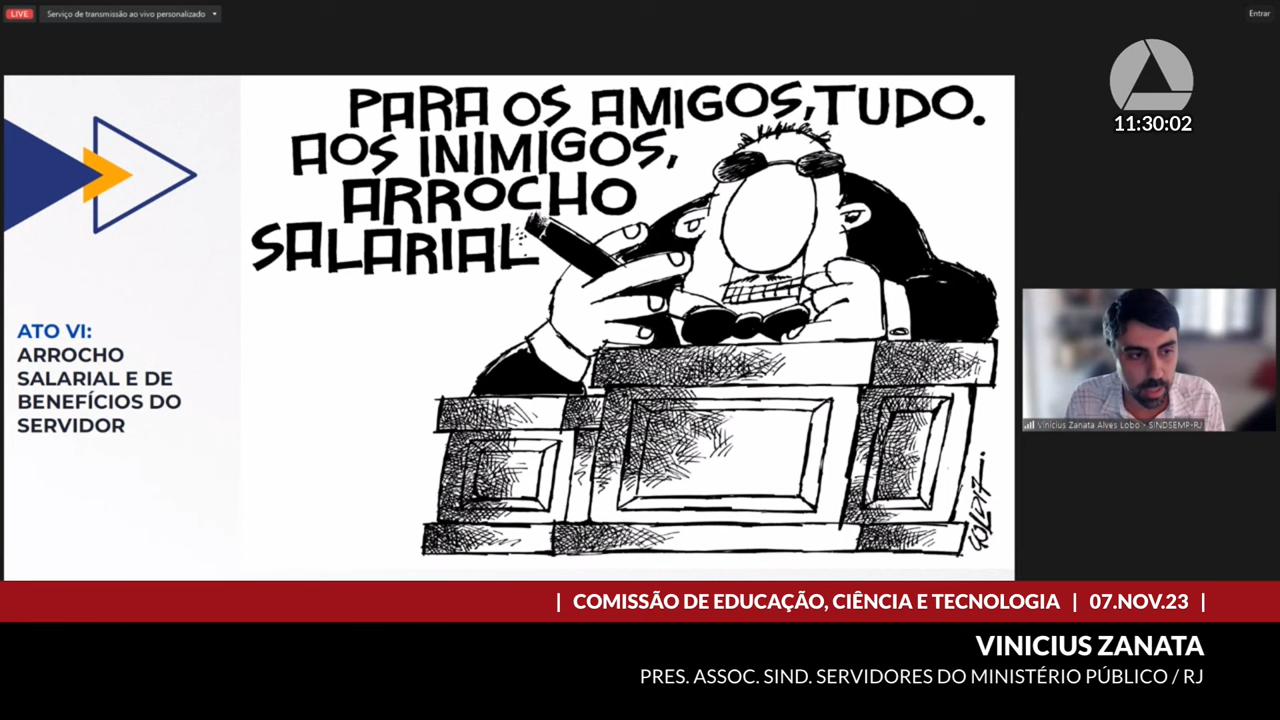 LIVE
Serviço de transmissão ao vivo personalizado
Entrar
11:30:02
PARA OS AMIGOS, TUDO.
AOS INIMIGOS,
ARROCHO
SALARIAL
ATO VI:
ARROCHO
SALARIAL E DE
BENEFÍCIOS DO
SERVIDOR
Vinicius Zanata Alves Lobo - SINDSEMP-RJ
| COMISSÃO DE EDUCAÇÃO, CIÊNCIA E TECNOLOGIA | 07.NOV.23 |
VINICIUS ZANATA
PRES. ASSOC. SIND. SERVIDORES DO MINISTÉRIO PÚBLICO / RJ